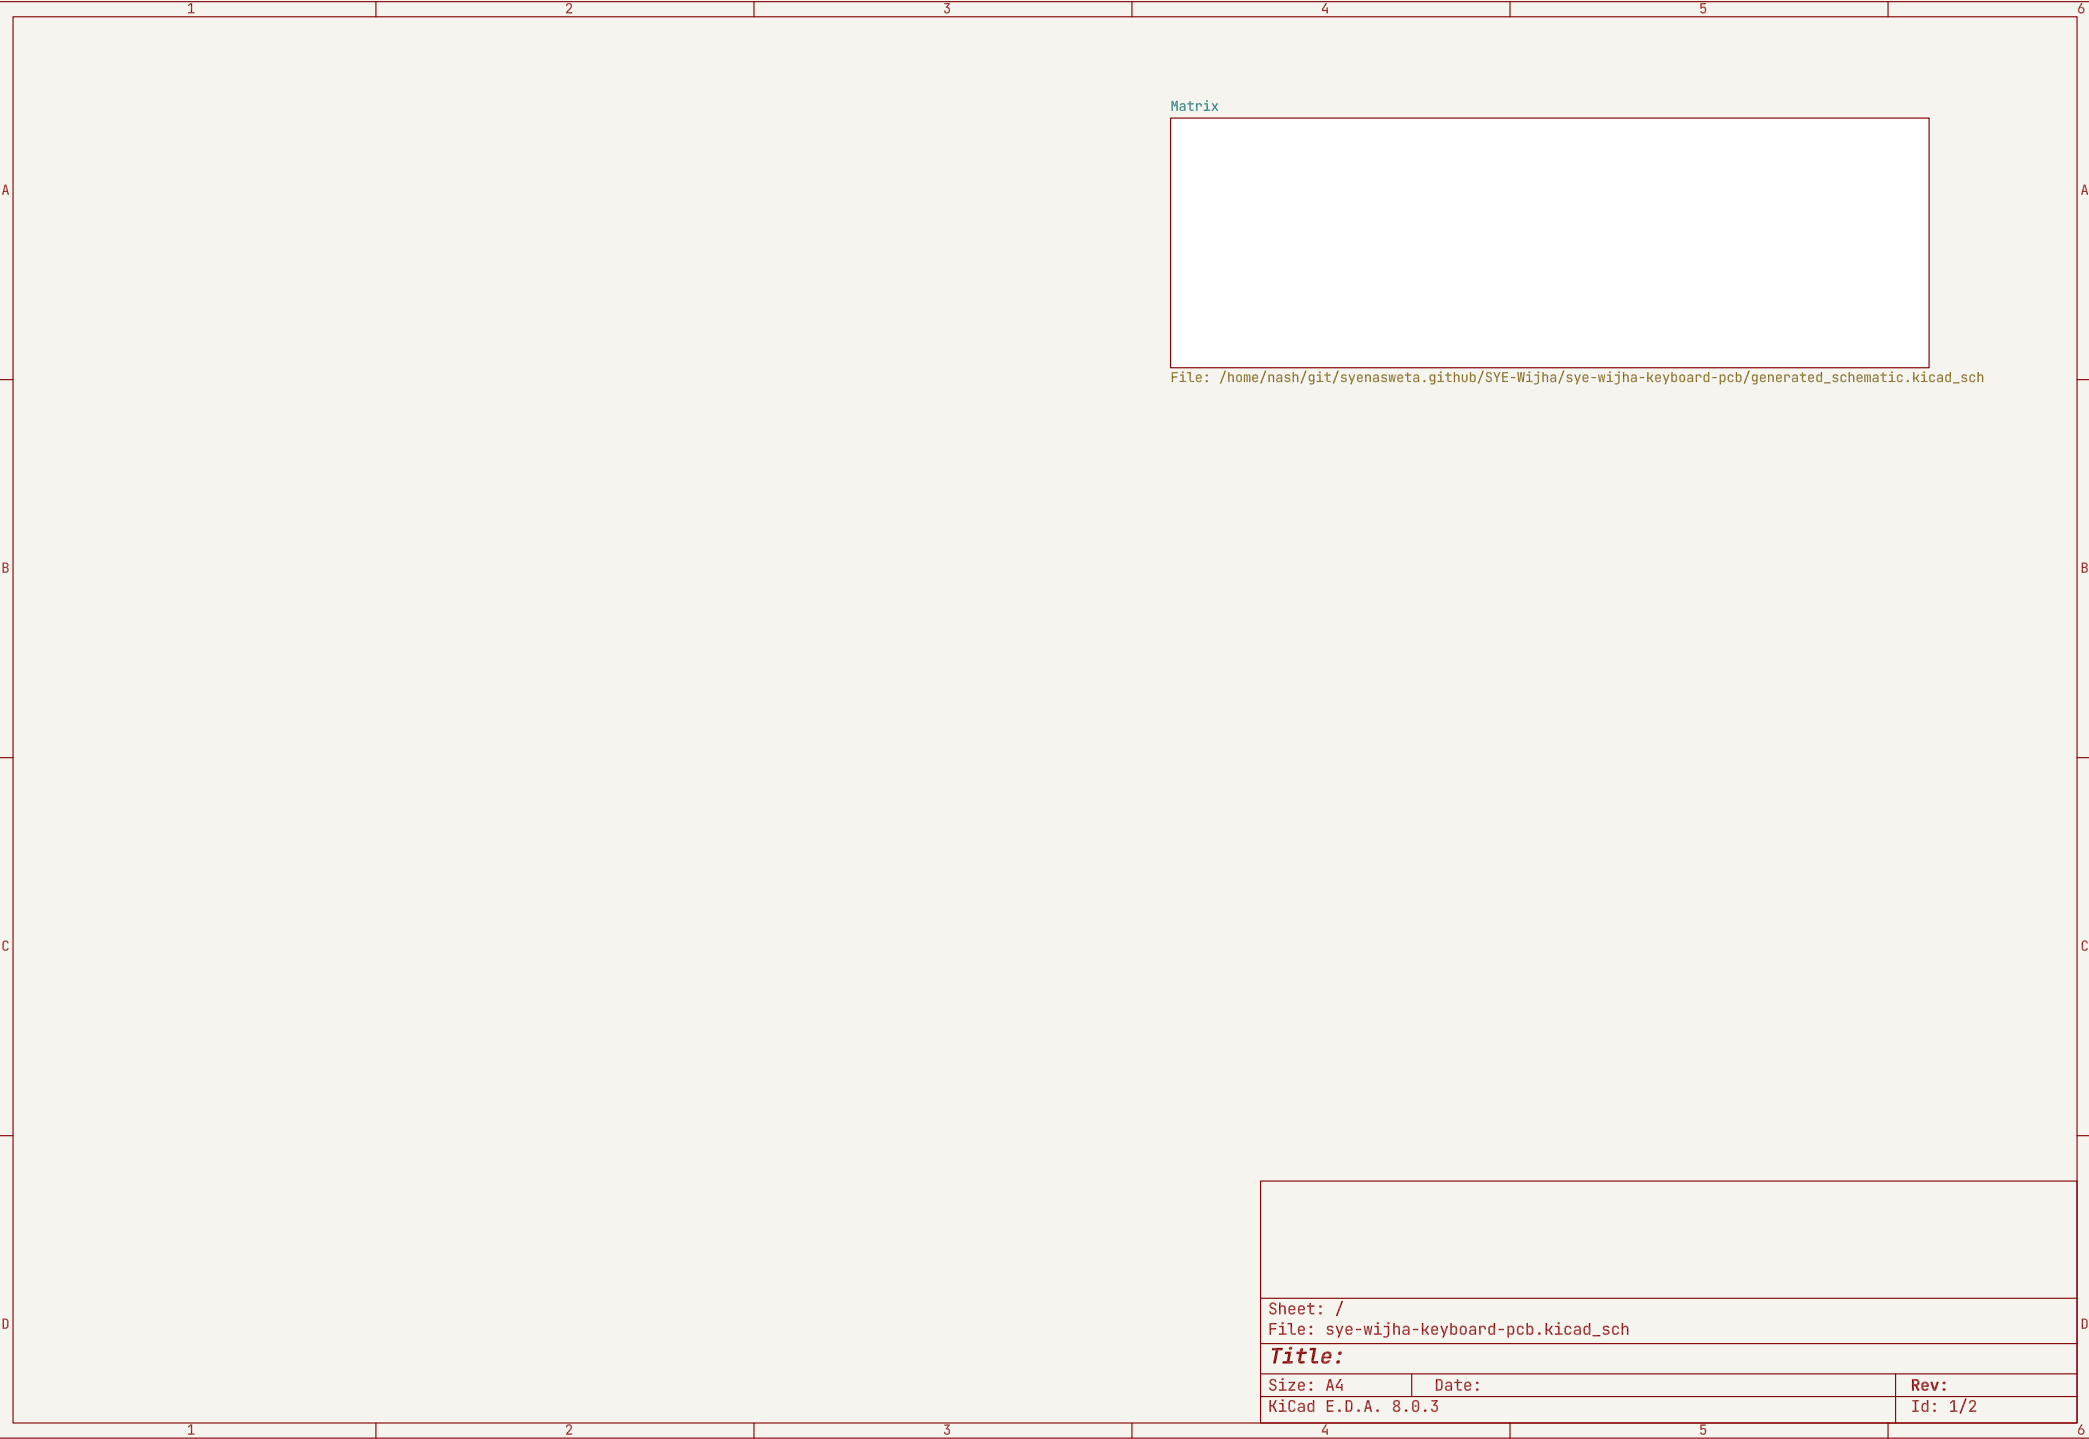 1 2 3 4 5 6
Matrix
A A
File: /home/nash/git/syenasweta.github/SYE-Wijha/sye-wijha-keyboard-pcb/generated_schematic.kicad_sch
B B
C C
Sheet: /
D D
File: sye-wijha-keyboard-pcb.kicad_sch
Title:
Size: A4 Date: Rev:
KiCad E.D.A. 8.0.3 Id: 1/2
1 2 3 4 5 6